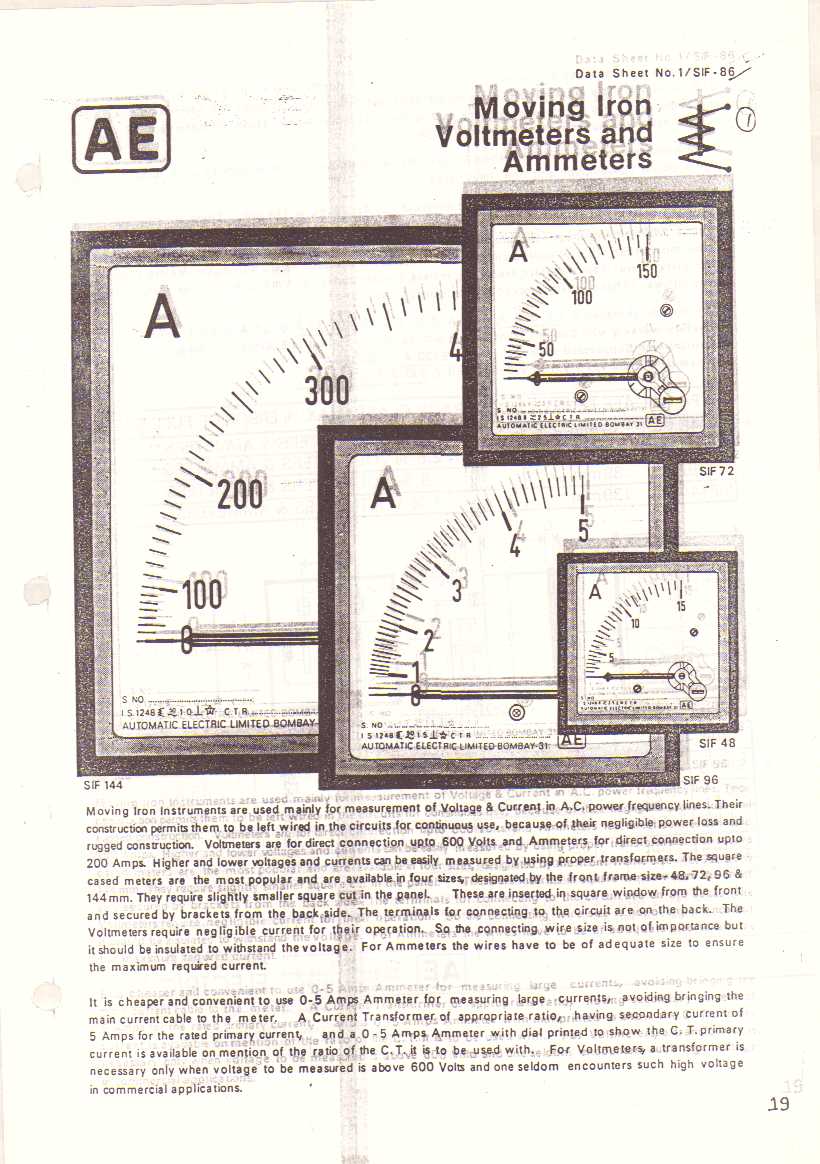 Data Sheet No.1/SIF-86
AE
Moving Iron
Voltmeters and
Ammeters
1
A
150
100
50
S NO
I S 1248
2 5
C T R
AE
AUTOMATIC ELECTRIC LIMITED BOMBAY 31
SIF 72
A
4
300
200
100
S NO
I S 1248
1·0
C T R
AUTOMATIC ELECTRIC LIMITED BOMBAY
SIF 144
A
5
4
3
2
1
S. NO
I S 1248
1 5
C T R
AUTOMATIC ELECTRIC LIMITED BOMBAY-31
AE
SIF 96
A
15
10
5
S NO
AUTOMATIC ELECTRIC LIMITED BOMBAY 31
AE
SIF 48
Moving Iron Instruments are used mainly for measurement of Voltage & Current in A.C. power frequency lines. Their
construction permits them to be left wired in the circuits for continuous use, because of their negligible power loss and
rugged construction. Voltmeters are for direct connection upto 600 Volts and Ammeters for direct connection upto
200 Amps. Higher and lower voltages and currents can be easily measured by using proper transformers. The square
cased meters are the most popular and are available in four sizes, designated by the front frame size-48, 72, 96 &
144mm. They require slightly smaller square cut in the panel. These are inserted in square window from the front
and secured by brackets from the back side. The terminals for connecting to the circuit are on the back. The
Voltmeters require negligible current for their operation. So the connecting wire size is not of importance but
it should be insulated to withstand the voltage. For Ammeters the wires have to be of adequate size to ensure
the maximum required current.
It is cheaper and convenient to use 0-5 Amps Ammeter for measuring large currents, avoiding bringing the
main current cable to the meter. A Current Transformer of appropriate ratio, having secondary current of
5 Amps for the rated primary current, and a 0-5 Amps Ammeter with dial printed to show the C.T. primary
current is available on mention of the ratio of the C.T. it is to be used with. For Voltmeters, a transformer is
necessary only when voltage to be measured is above 600 Volts and one seldom encounters such high voltage
in commercial applications.
19